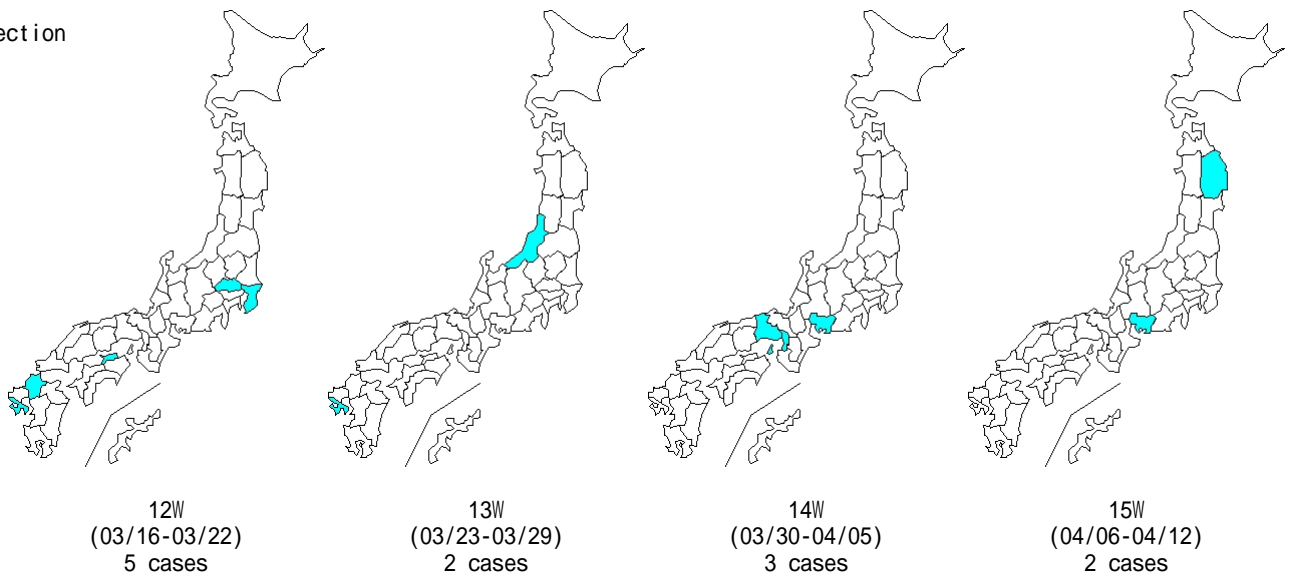 ection
12W
(03/16-03/22)
5 cases
13W
(03/23-03/29)
2 cases
14W
(03/30-04/05)
3 cases
15W
(04/06-04/12)
2 cases